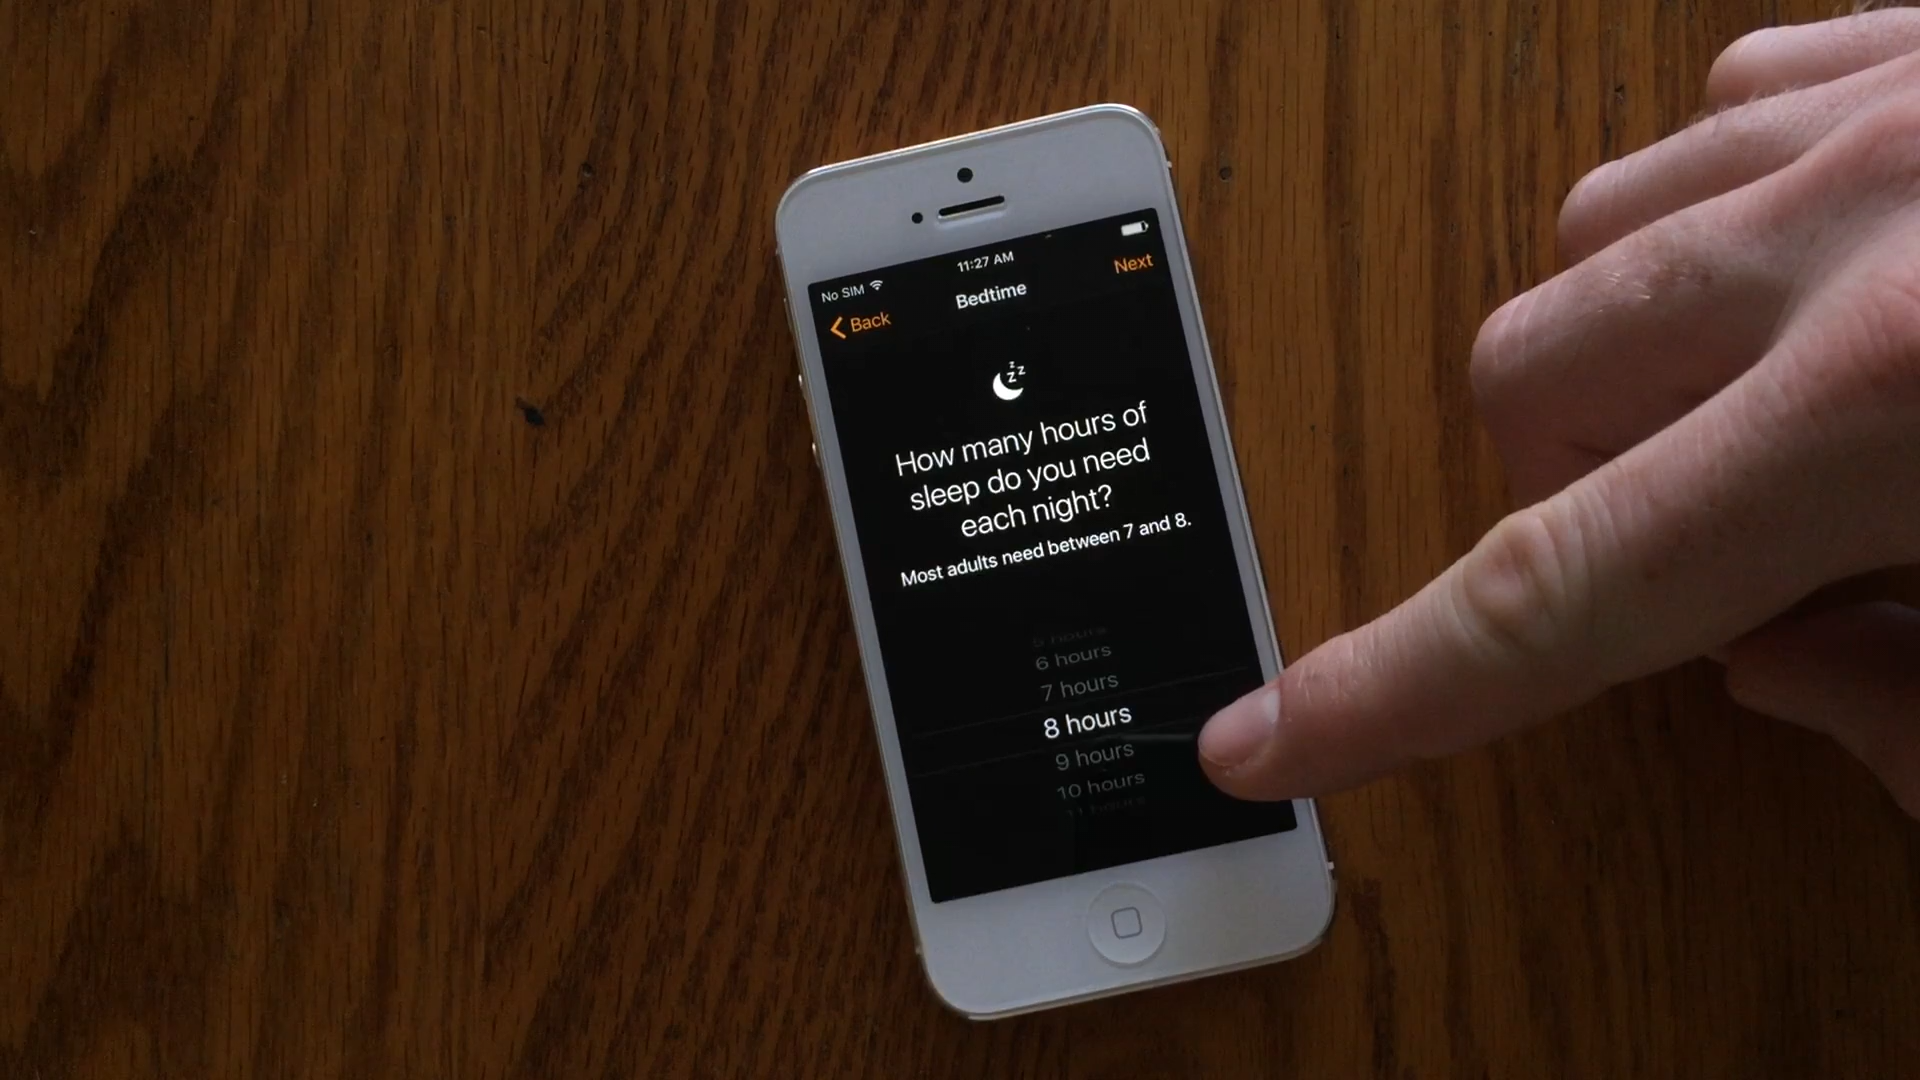 No SIM 11:27 AM
Back Bedtime Next
z z z
How many hours of
sleep do you need
each night?
Most adults need between 7 and 8.
5 hours
6 hours
7 hours
8 hours
9 hours
10 hours
11 hours